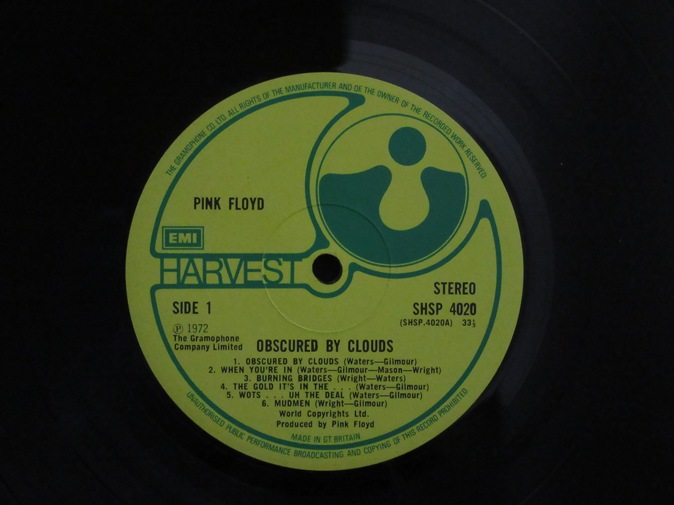 THE GRAMOPHONE CO LTD. ALL RIGHTS OF THE MANUFACTURER AND OF THE OWNER OF THE RECORDED WORK RESERVED.
PINK FLOYD
EMI
HARVEST
STEREO
SIDE 1
SHSP 4020
(SHSP.4020A) 33⅓
Ⓟ 1972
The Gramophone
Company Limited
OBSCURED BY CLOUDS
1. OBSCURED BY CLOUDS (Waters—Gilmour)
2. WHEN YOU'RE IN (Waters—Gilmour—Mason—Wright)
3. BURNING BRIDGES (Wright—Waters)
4. THE GOLD IT'S IN THE . . . (Waters—Gilmour)
5. WOTS . . . UH THE DEAL (Waters—Gilmour)
6. MUDMEN (Wright—Gilmour)
World Copyrights Ltd.
Produced by Pink Floyd
MADE IN GT. BRITAIN
UNAUTHORISED PUBLIC PERFORMANCE BROADCASTING AND COPYING OF THIS RECORD PROHIBITED